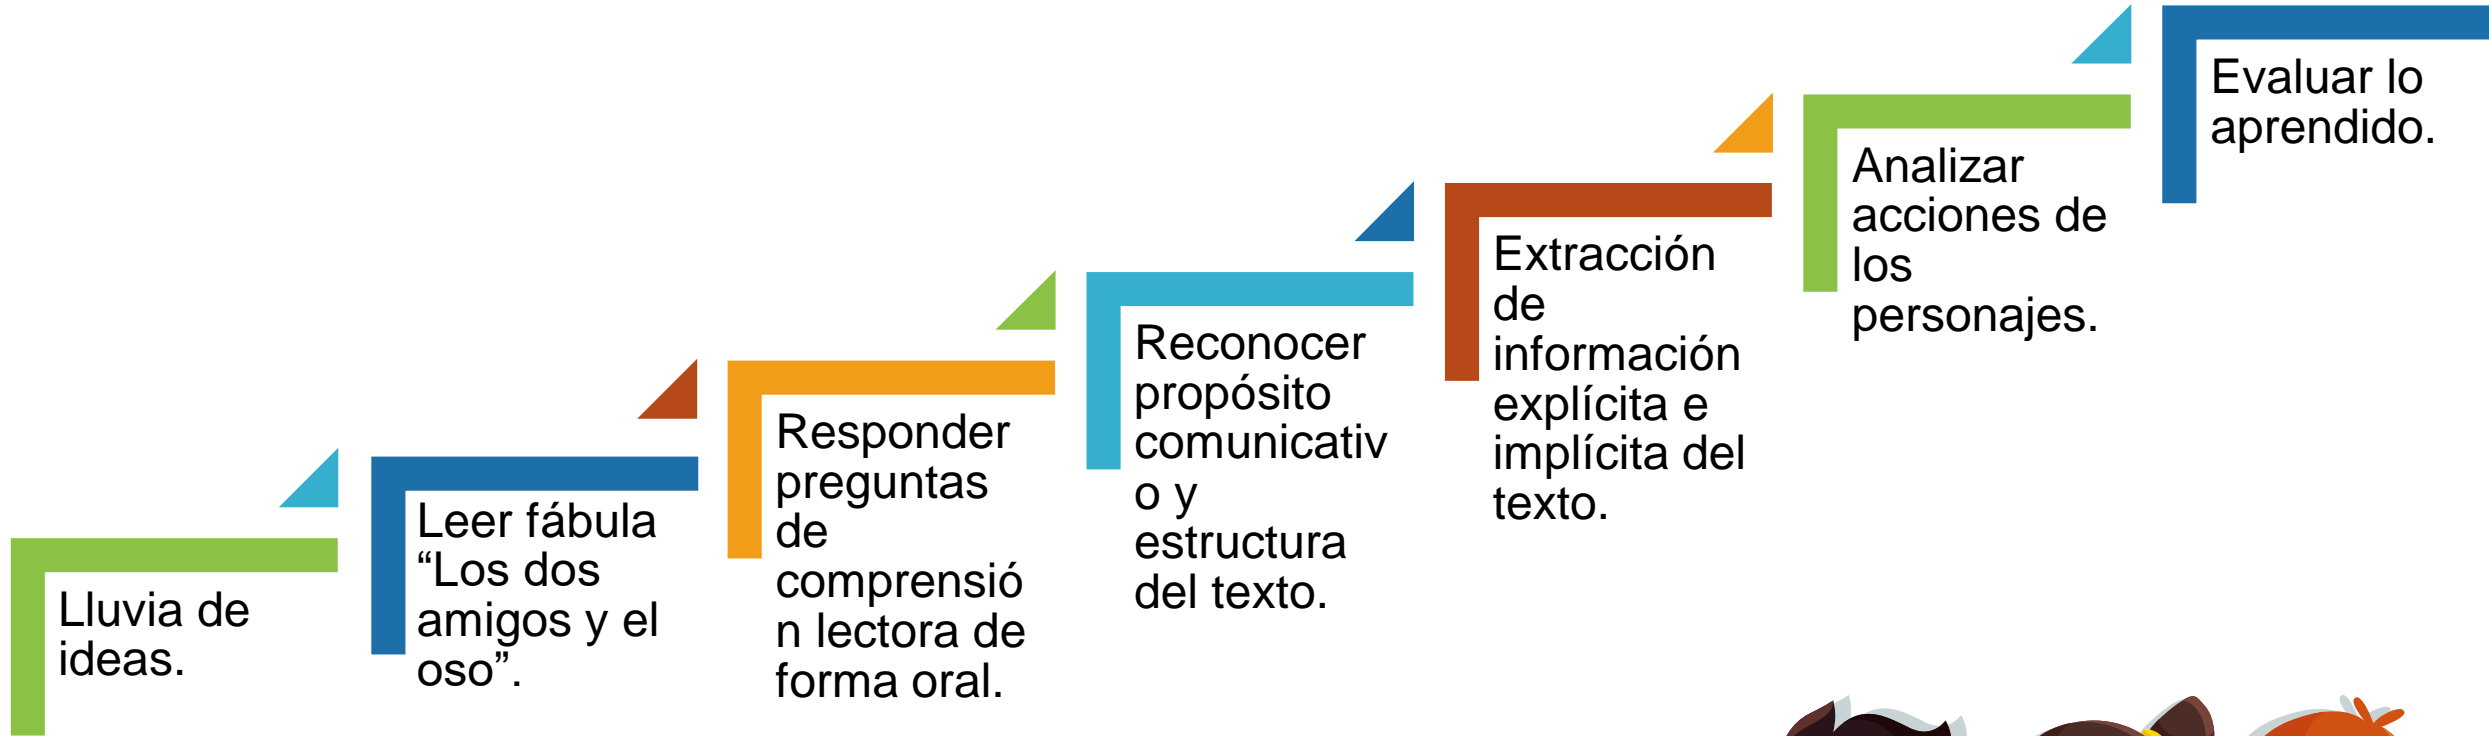 Lluvia de
ideas.
Leer fábula
“Los dos
amigos y el
oso”.
Responder
preguntas
de
comprensió
n lectora de
forma oral.
Reconocer
propósito
comunicativ
o y
estructura
del texto.
Extracción
de
información
explícita e
implícita del
texto.
Analizar
acciones de
los
personajes.
Evaluar lo
aprendido.